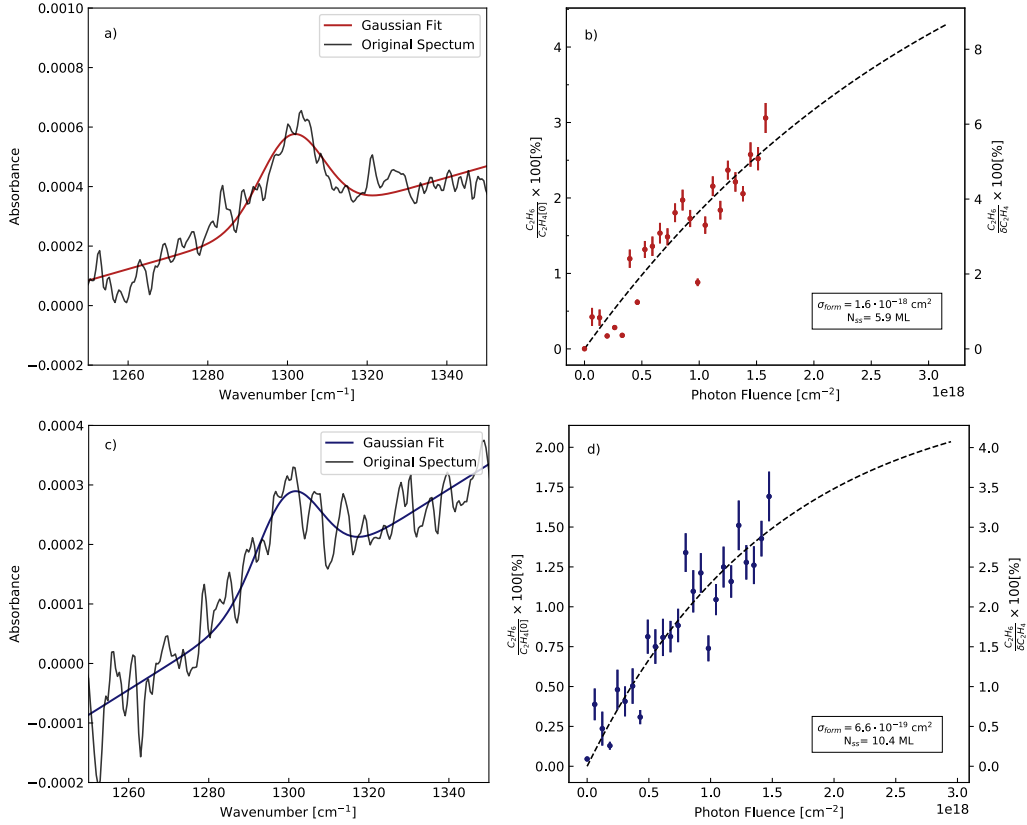 a)
Gaussian Fit
Original Spectum
0.0010
0.0008
0.0006
0.0004
0.0002
0.0000
−0.0002
Absorbance
1260 1280 1300 1320 1340
Wavenumber [cm⁻¹]
b)
4
3
2
1
0
C₂H₆/C₂H₄[0] × 100[%]
8
6
4
2
0
C₂H₆/δC₂H₄ × 100[%]
σform = 1.6 · 10⁻¹⁸ cm²
Nss= 5.9 ML
0.0 0.5 1.0 1.5 2.0 2.5 3.0
Photon Fluence [cm⁻²]
1e18
c)
Gaussian Fit
Original Spectum
0.0004
0.0003
0.0002
0.0001
0.0000
−0.0001
−0.0002
Absorbance
1260 1280 1300 1320 1340
Wavenumber [cm⁻¹]
d)
2.00
1.75
1.50
1.25
1.00
0.75
0.50
0.25
0.00
C₂H₆/C₂H₄[0] × 100[%]
4.0
3.5
3.0
2.5
2.0
1.5
1.0
0.5
0.0
C₂H₆/δC₂H₄ × 100[%]
σform = 6.6 · 10⁻¹⁹ cm²
Nss= 10.4 ML
0.0 0.5 1.0 1.5 2.0 2.5 3.0
Photon Fluence [cm⁻²]
1e18